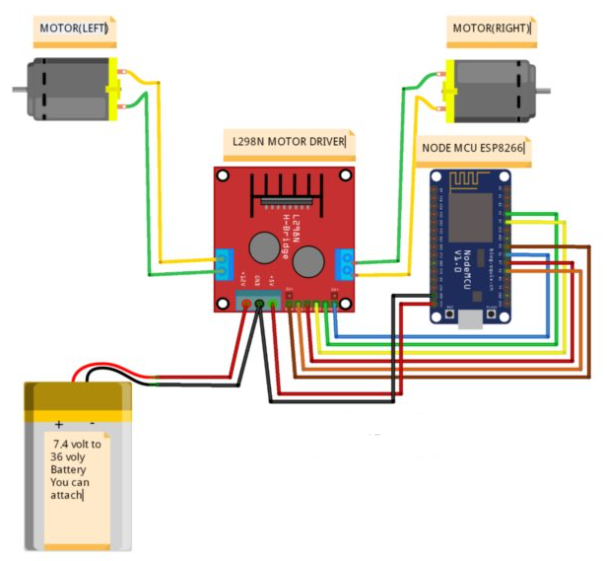 MOTOR(LEFT)
MOTOR(RIGHT)
L298N MOTOR DRIVER
NODE MCU ESP8266
L298N
H-Bridge
NodeMCU
V1.0
+12V
GND
+5V
+ -
7.4 volt to
36 voly
Battery
You can
attach